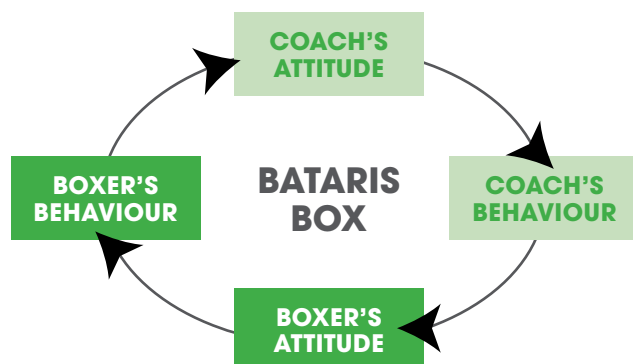 COACH'S
ATTITUDE
BOXER'S
BEHAVIOUR
BATARIS
BOX
COACH'S
BEHAVIOUR
BOXER'S
ATTITUDE